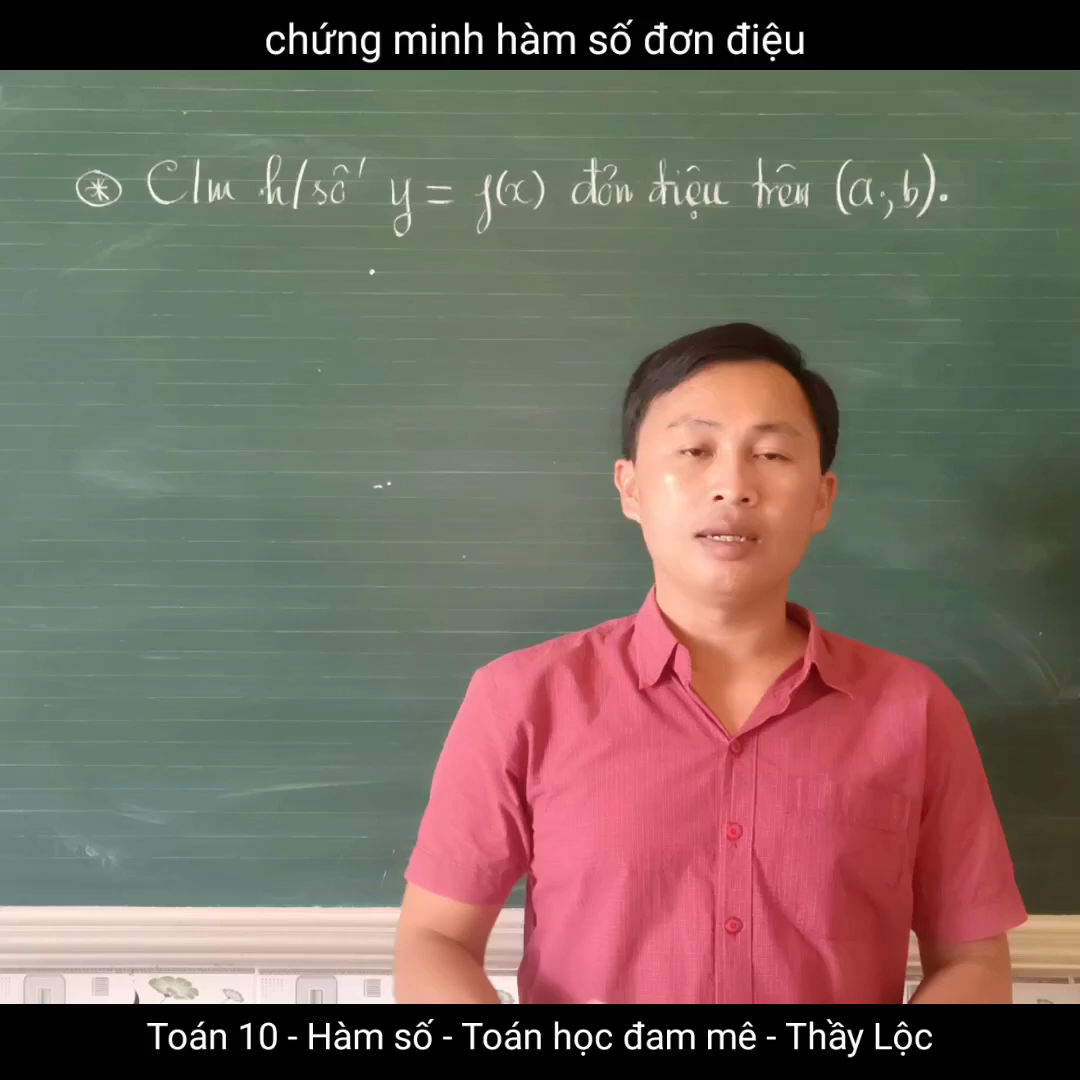 chứng minh hàm số đơn điệu
⊛ C/m h/số y = f(x) đơn điệu trên (a; b).
Toán 10 - Hàm số - Toán học đam mê - Thầy Lộc